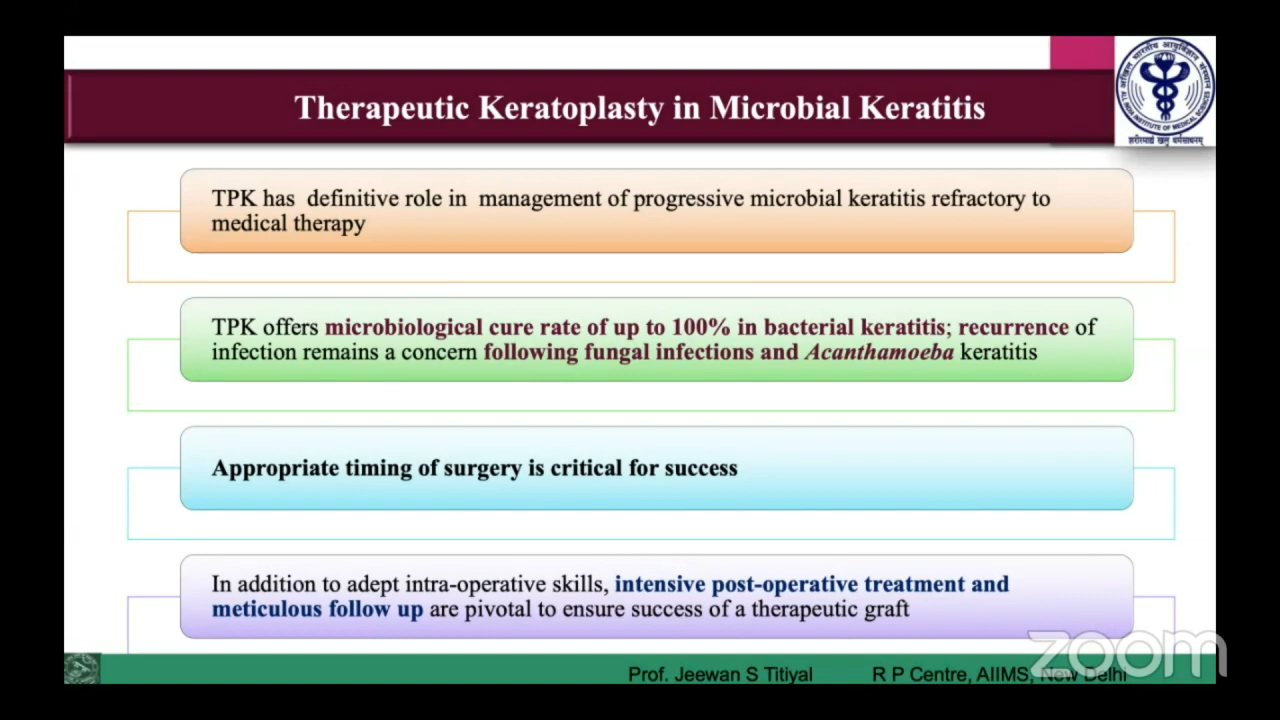 Therapeutic Keratoplasty in Microbial Keratitis
TPK has definitive role in management of progressive microbial keratitis refractory to
medical therapy
TPK offers microbiological cure rate of up to 100% in bacterial keratitis; recurrence of
infection remains a concern following fungal infections and Acanthamoeba keratitis
Appropriate timing of surgery is critical for success
In addition to adept intra-operative skills, intensive post-operative treatment and
meticulous follow up are pivotal to ensure success of a therapeutic graft
zoom
Prof. Jeewan S Titiyal R P Centre, AIIMS, New Delhi